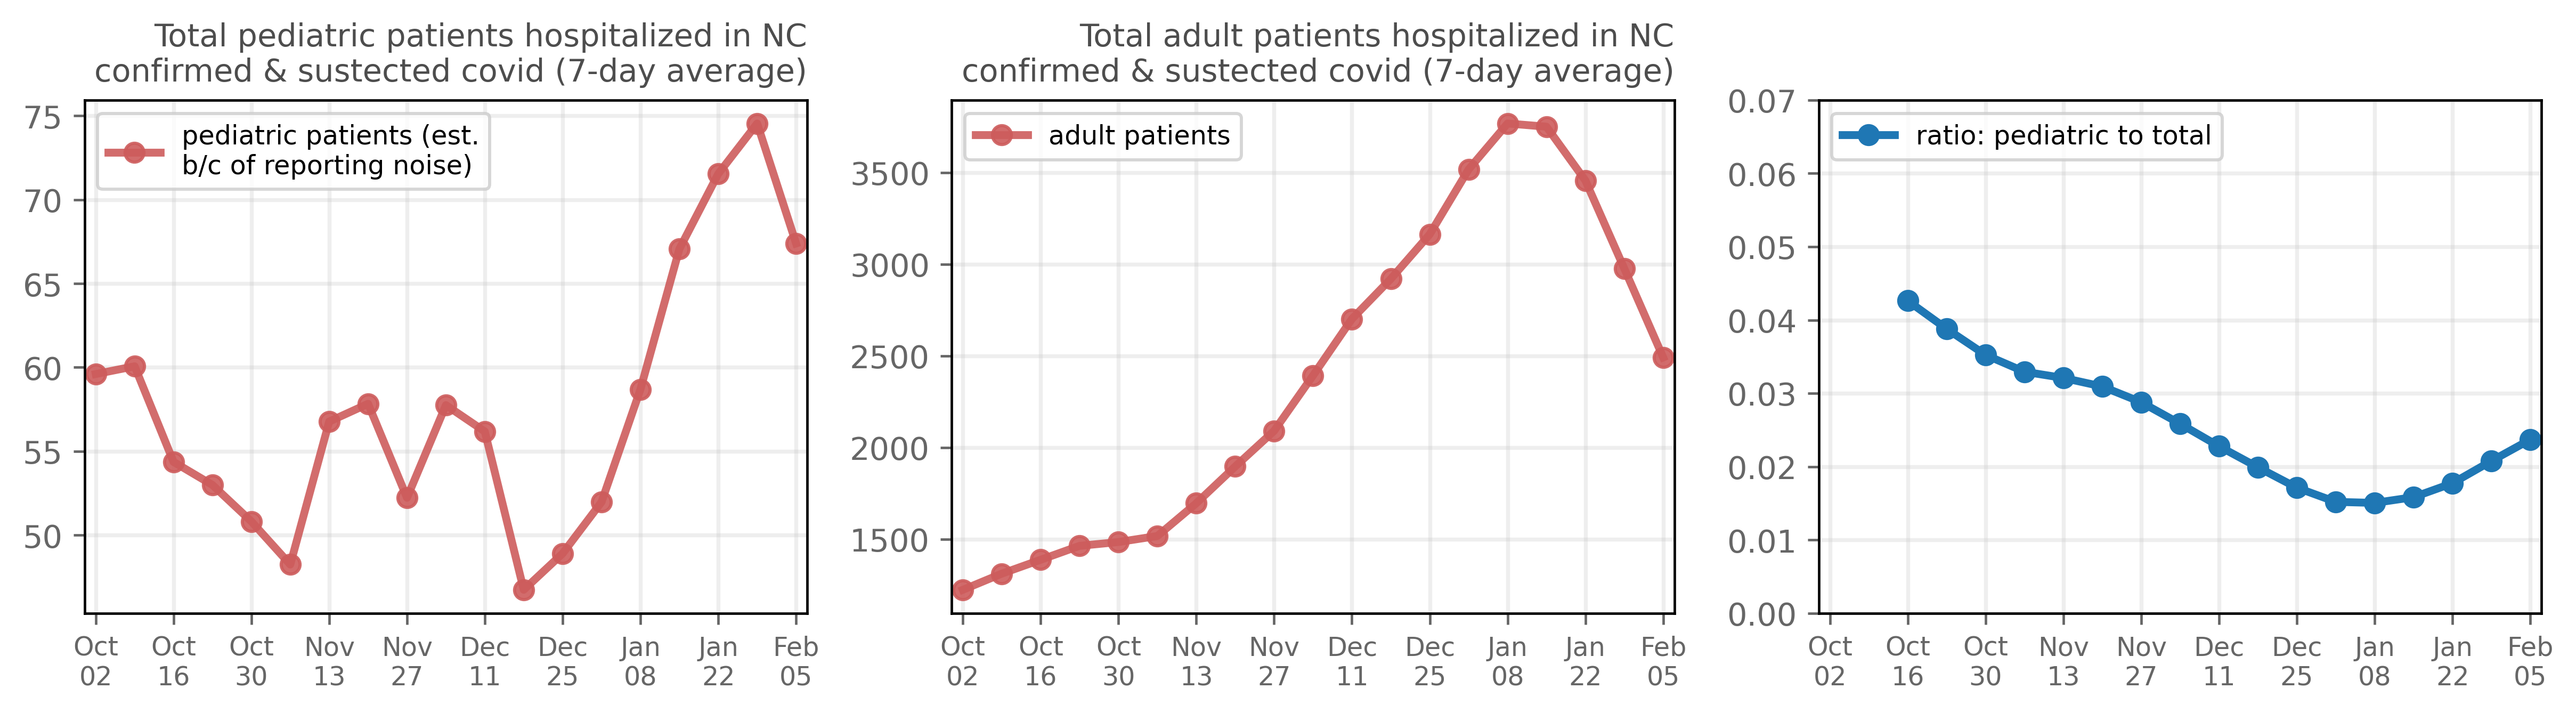 Total pediatric patients hospitalized in NC
confirmed & sustected covid (7-day average)
pediatric patients (est.
b/c of reporting noise)
75
70
65
60
55
50
Oct Oct Oct Nov Nov Dec Dec Jan Jan Feb
02 16 30 13 27 11 25 08 22 05
Total adult patients hospitalized in NC
confirmed & sustected covid (7-day average)
adult patients
3500
3000
2500
2000
1500
Oct Oct Oct Nov Nov Dec Dec Jan Jan Feb
02 16 30 13 27 11 25 08 22 05
ratio: pediatric to total
0.07
0.06
0.05
0.04
0.03
0.02
0.01
0.00
Oct Oct Oct Nov Nov Dec Dec Jan Jan Feb
02 16 30 13 27 11 25 08 22 05